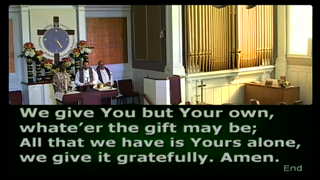 We give You but Your own,
whate'er the gift may be;
All that we have is Yours alone,
we give it gratefully. Amen.
End